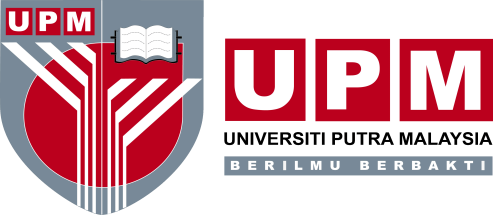 UPM
UPM
UNIVERSITI PUTRA MALAYSIA
BERILMU BERBAKTI